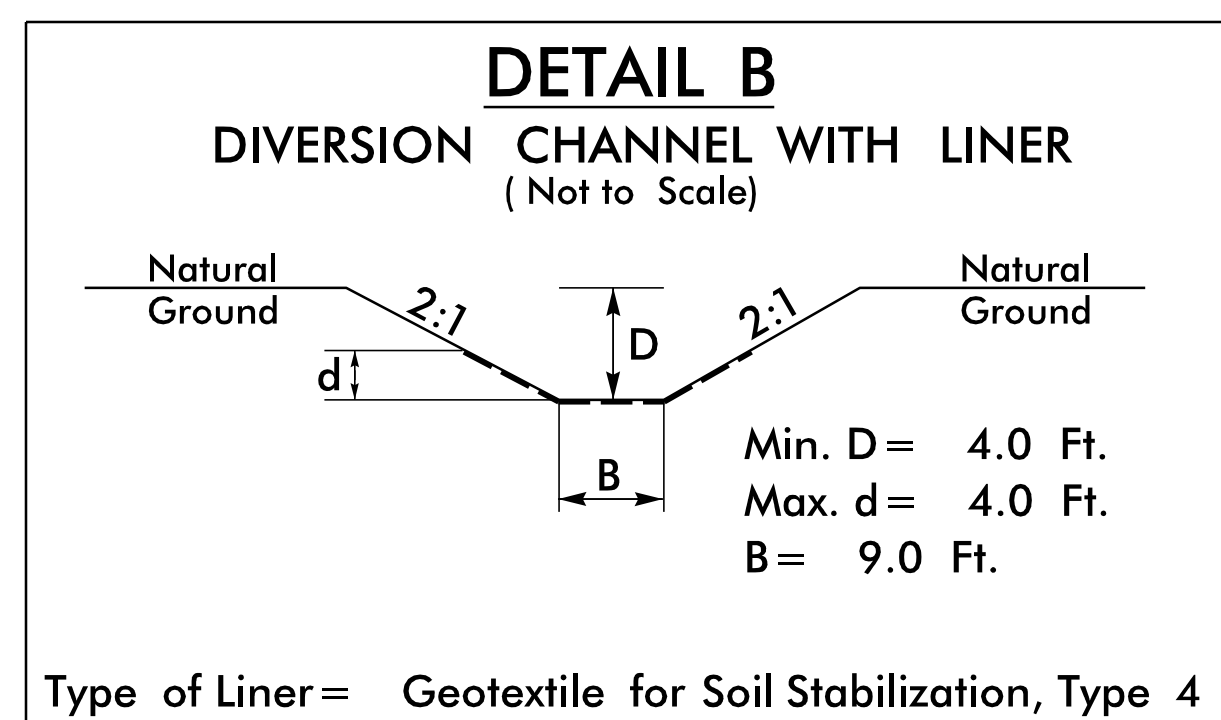 DETAIL B
DIVERSION CHANNEL WITH LINER
( Not to Scale)
Natural
Ground
2:1
d
D
2:1
Natural
Ground
B
Min. D= 4.0 Ft.
Max. d= 4.0 Ft.
B= 9.0 Ft.
Type of Liner= Geotextile for Soil Stabilization, Type 4